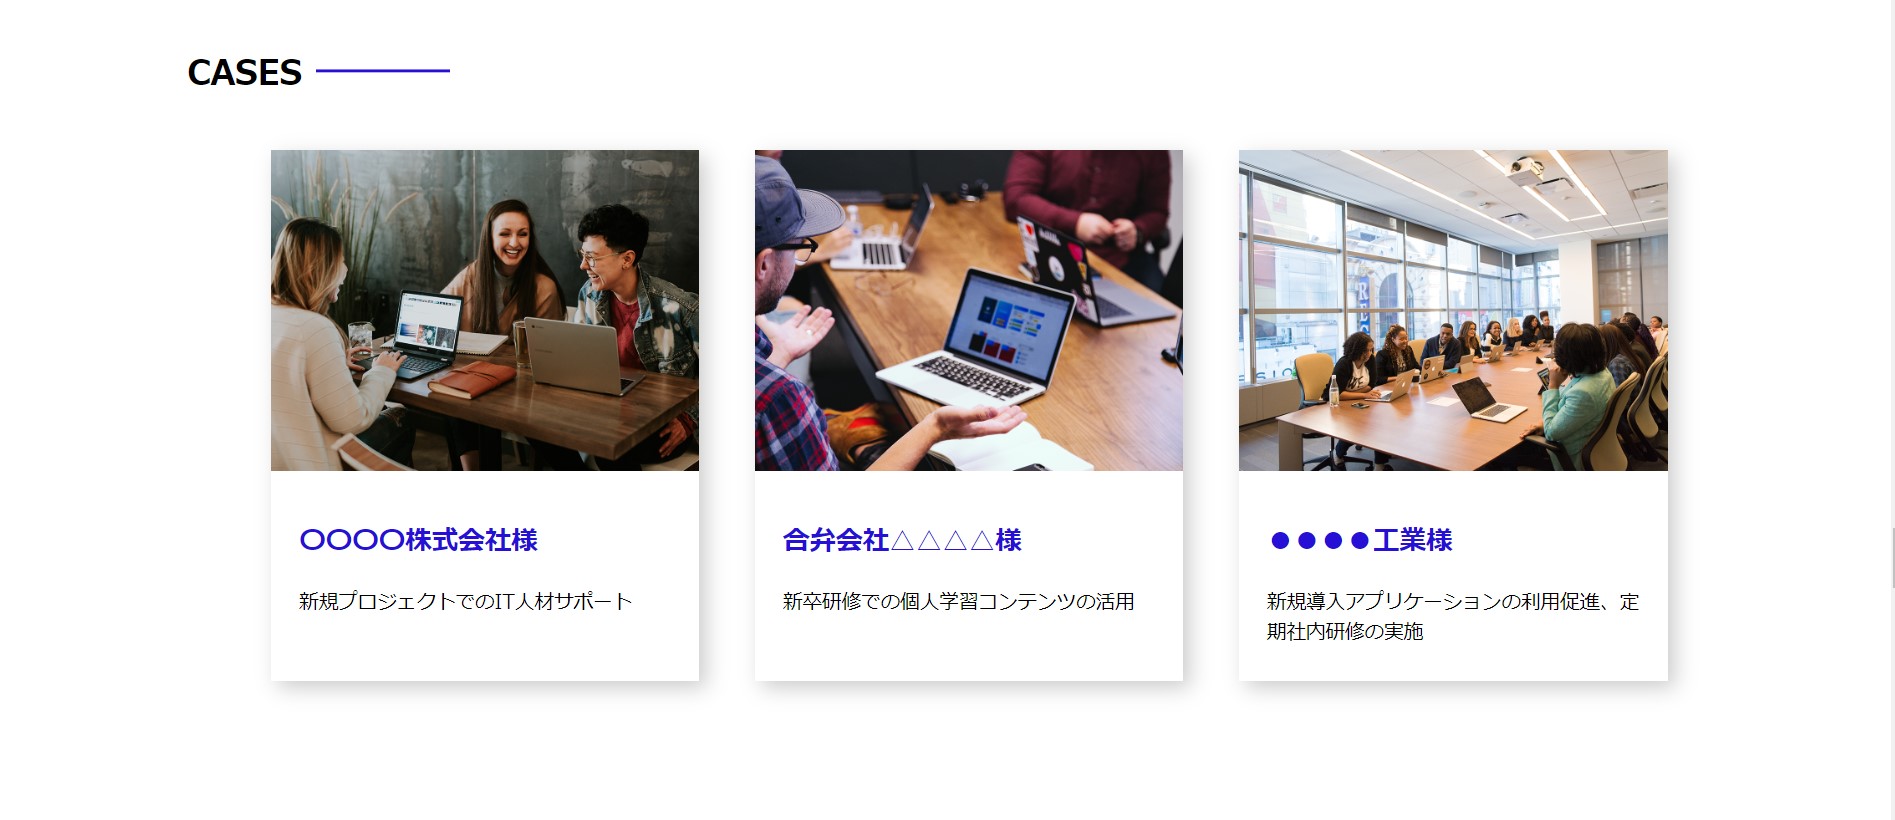 CASES
〇〇〇〇株式会社様
合弁会社△△△△様
●●●●工業様
新規プロジェクトでのIT人材サポート
新卒研修での個人学習コンテンツの活用
新規導入アプリケーションの利用促進、定
期社内研修の実施